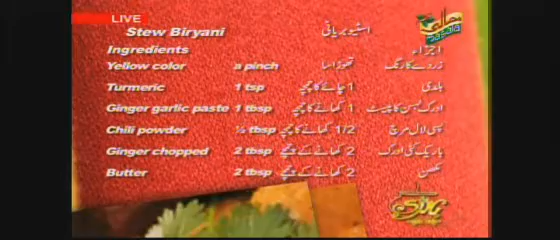 LIVE
Stew Biryani اسٹیو بریانی
Ingredients اجزاء
Yellow color a pinch تھوڑا سا زردے کا رنگ
Turmeric 1 tsp 1 چائے کا چمچ ہلدی
Ginger garlic paste 1 tbsp 1 کھانے کا چمچ ادرک لہسن کا پیسٹ
Chili powder ½ tbsp 1/2 کھانے کا چمچ پسی لال مرچ
Ginger chopped 2 tbsp 2 کھانے کے چمچے باریک کٹی ادرک
Butter 2 tbsp 2 کھانے کے چمچے مکھن
masala